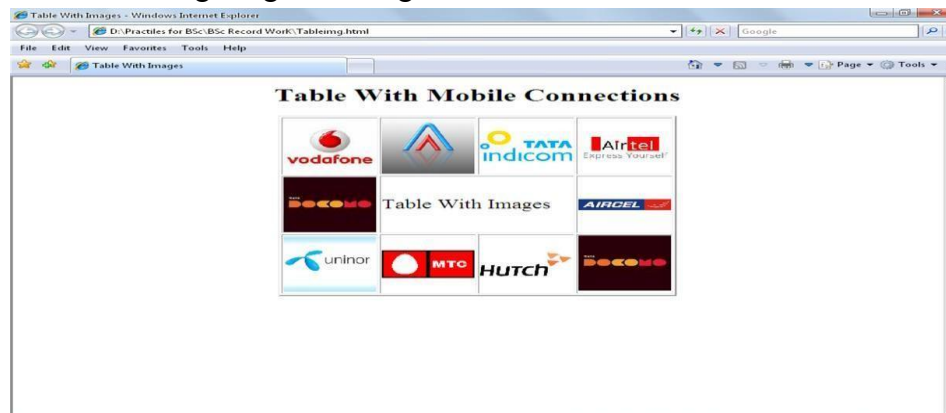 Table With Images - Windows Internet Explorer
D:\Practiles for BSc\BSc Record Work\Tableimg.html
Google
File Edit View Favorites Tools Help
Table With Images
Page Tools
Table With Mobile Connections
vodafone
TATA
indicom
Airtel
Express Yourself
DOCOMO
Table With Images
AIRCEL
uninor
MTC
HUTCH
DOCOMO